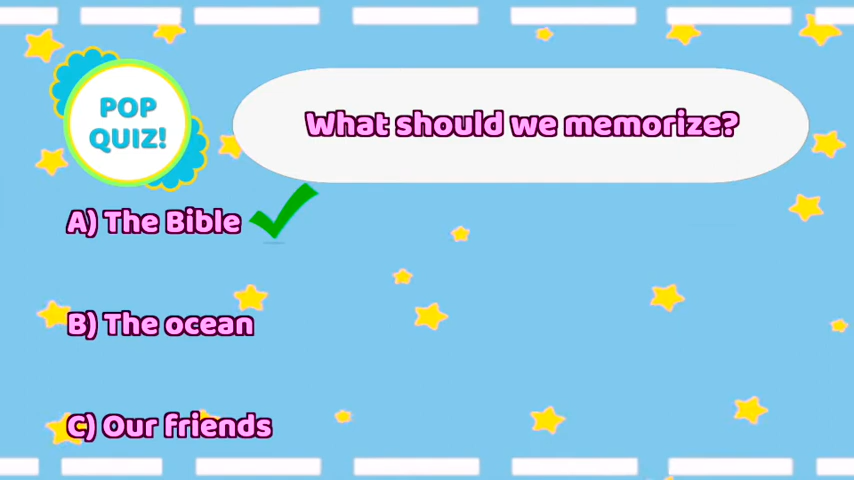 POP
QUIZ!
What should we memorize?
A) The Bible
B) The ocean
C) Our friends